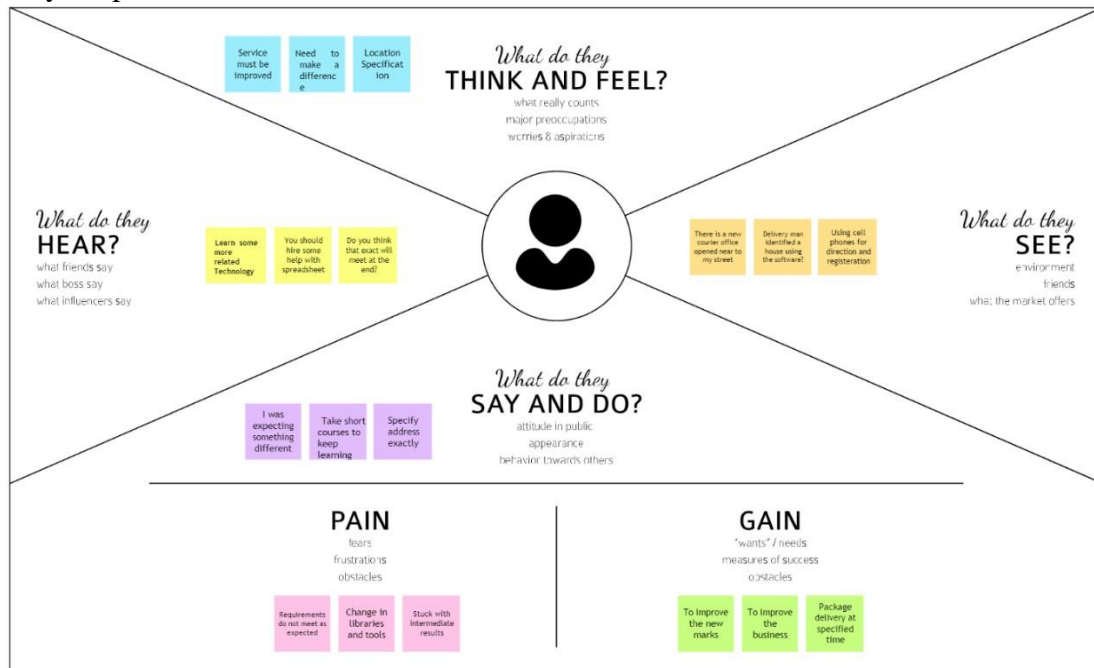 Service
must be
improved
Need to
make a
differenc
e
Location
Specificat
ion
What do they
THINK AND FEEL?
what really counts
major preoccupations
worries & aspirations
What do they
HEAR?
what friends say
what boss say
what influencers say
Learn some
more
related
Technology
You should
hire some
help with
spreadsheet
Do you think
that exact will
meet at the
end?
There is a new
courier office
opened near to
my street
Delivery man
identified a
house using
the software?
Using cell
phones for
direction and
registeration
What do they
SEE?
environment
friends
what the market offers
What do they
SAY AND DO?
attitude in public
appearance
behavior towards others
I was
expecting
something
different
Take short
courses to
keep
learning
Specify
address
exactly
PAIN
fears
frustrations
obstacles
Requirements
do not meet as
expected
Change in
libraries
and tools
Stuck with
intermediate
results
GAIN
"wants" / needs
measures of success
obstacles
To improve
the new
marks
To improve
the
business
Package
delivery at
specified
time